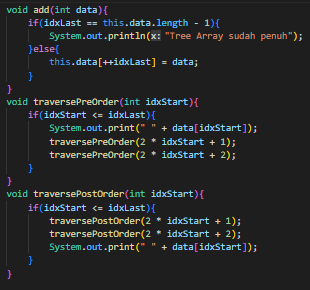 void add(int data){
    if(idxLast == this.data.length - 1){
        System.out.println(x: "Tree Array sudah penuh");
    }else{
        this.data[++idxLast] = data;
    }
}
void traversePreOrder(int idxStart){
    if(idxStart <= idxLast){
        System.out.print(" " + data[idxStart]);
        traversePreOrder(2 * idxStart + 1);
        traversePreOrder(2 * idxStart + 2);
    }
}
void traversePostOrder(int idxStart){
    if(idxStart <= idxLast){
        traversePostOrder(2 * idxStart + 1);
        traversePostOrder(2 * idxStart + 2);
        System.out.print(" " + data[idxStart]);
    }
}